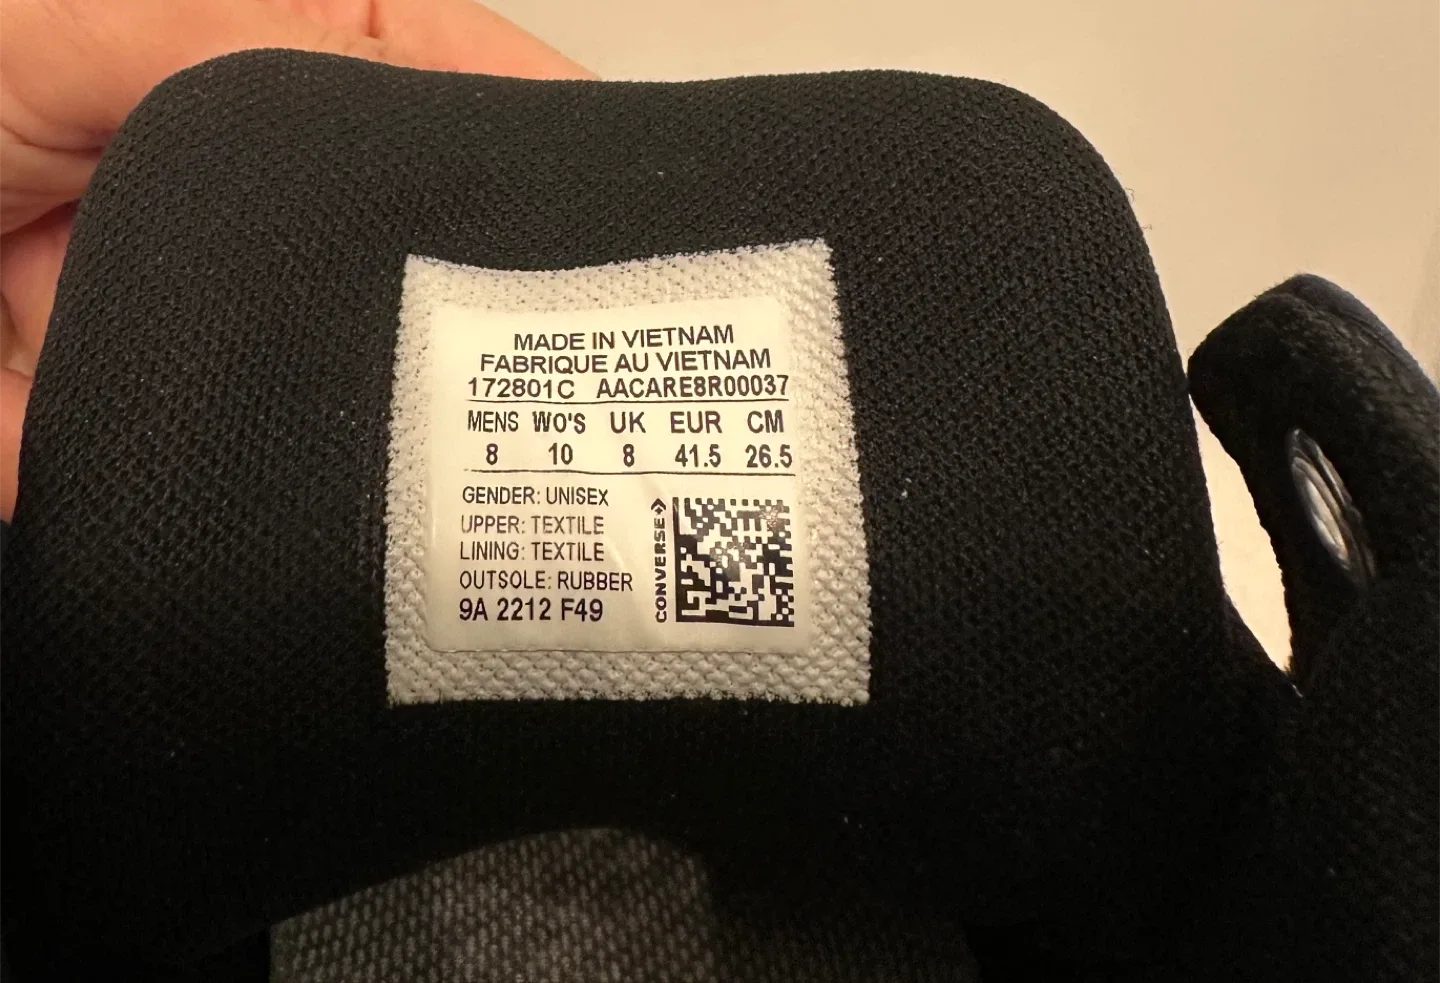 MADE IN VIETNAM
FABRIQUE AU VIETNAM
172801C AACARE8R00037
MENS WO'S UK EUR CM
8 10 8 41.5 26.5
GENDER: UNISEX
UPPER: TEXTILE
LINING: TEXTILE
OUTSOLE: RUBBER
9A 2212 F49
CONVERSE